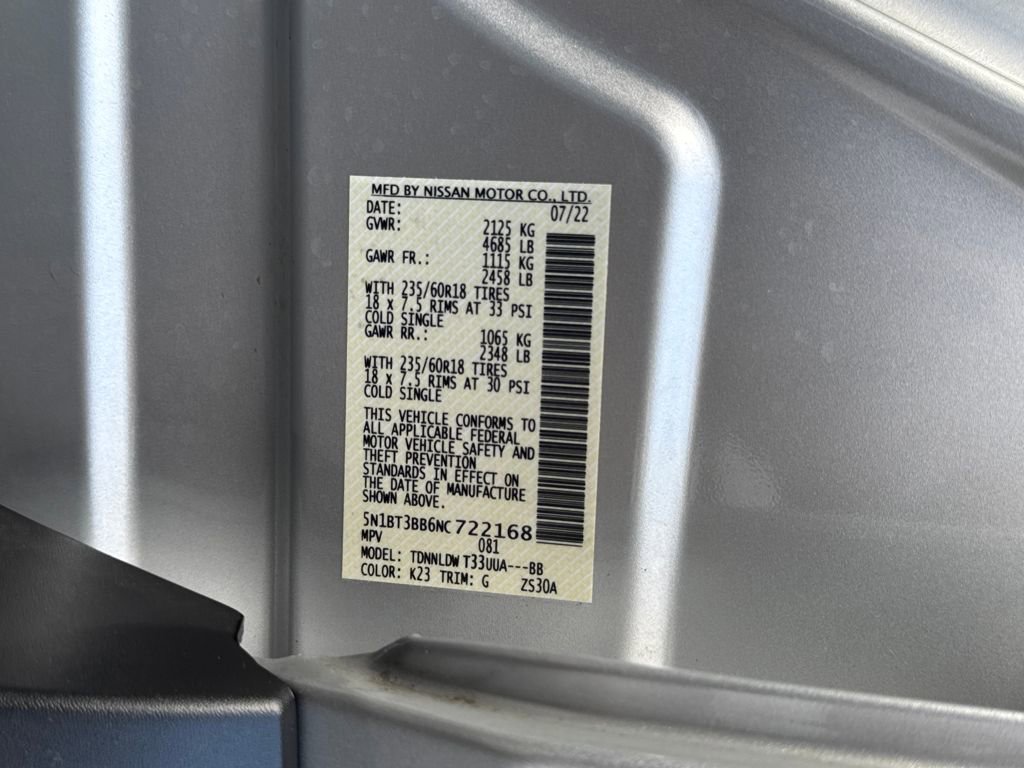 MFD BY NISSAN MOTOR CO., LTD.
DATE: 07/22
GVWR: 2125 KG
4685 LB
GAWR FR.: 1115 KG
2458 LB
WITH 235/60R18 TIRES
18 X 7.5 RIMS AT 33 PSI
COLD SINGLE
GAWR RR.: 1065 KG
2348 LB
WITH 235/60R18 TIRES
18 X 7.5 RIMS AT 30 PSI
COLD SINGLE
THIS VEHICLE CONFORMS TO
ALL APPLICABLE FEDERAL
MOTOR VEHICLE SAFETY AND
THEFT PREVENTION
STANDARDS IN EFFECT ON
THE DATE OF MANUFACTURE
SHOWN ABOVE.
5N1BT3BB6NC722168
MPV 081
MODEL: TDNNLDW T33UUA---BB
COLOR: K23 TRIM: G ZS30A